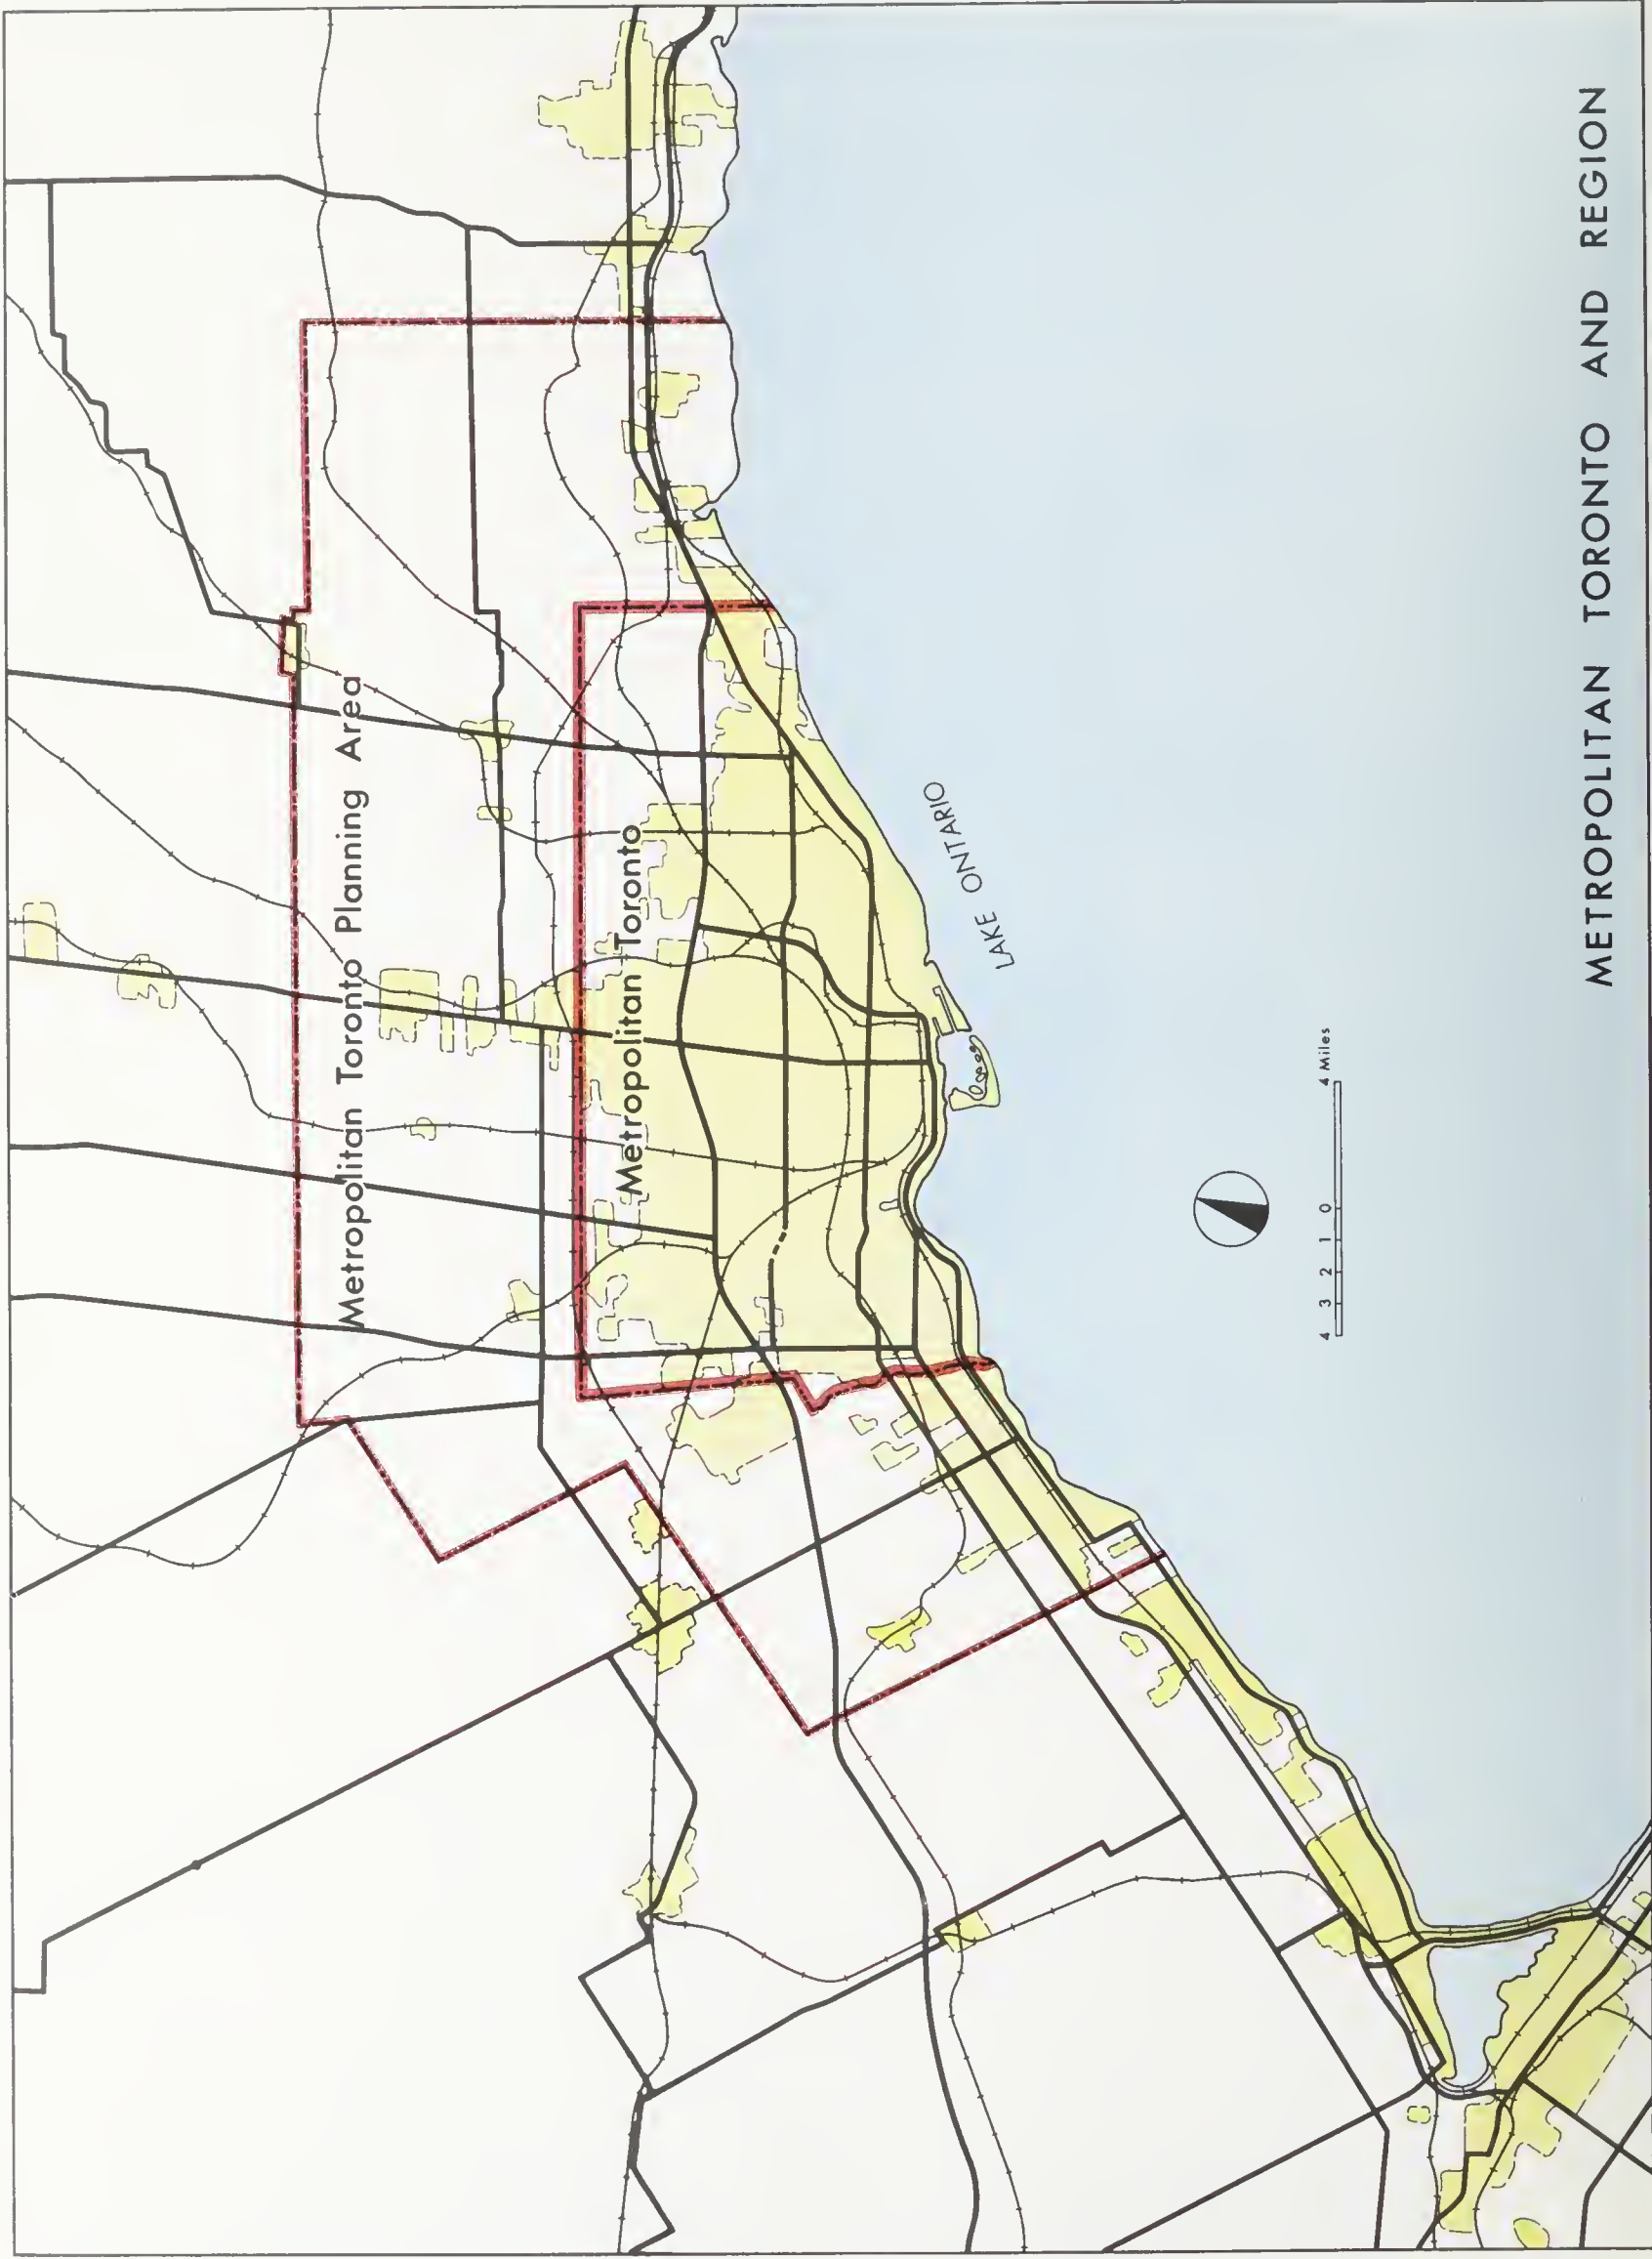 Metropolitan Toronto Planning Area
Metropolitan Toronto
LAKE ONTARIO
4 3 2 1 0 4 Miles
METROPOLITAN TORONTO AND REGION